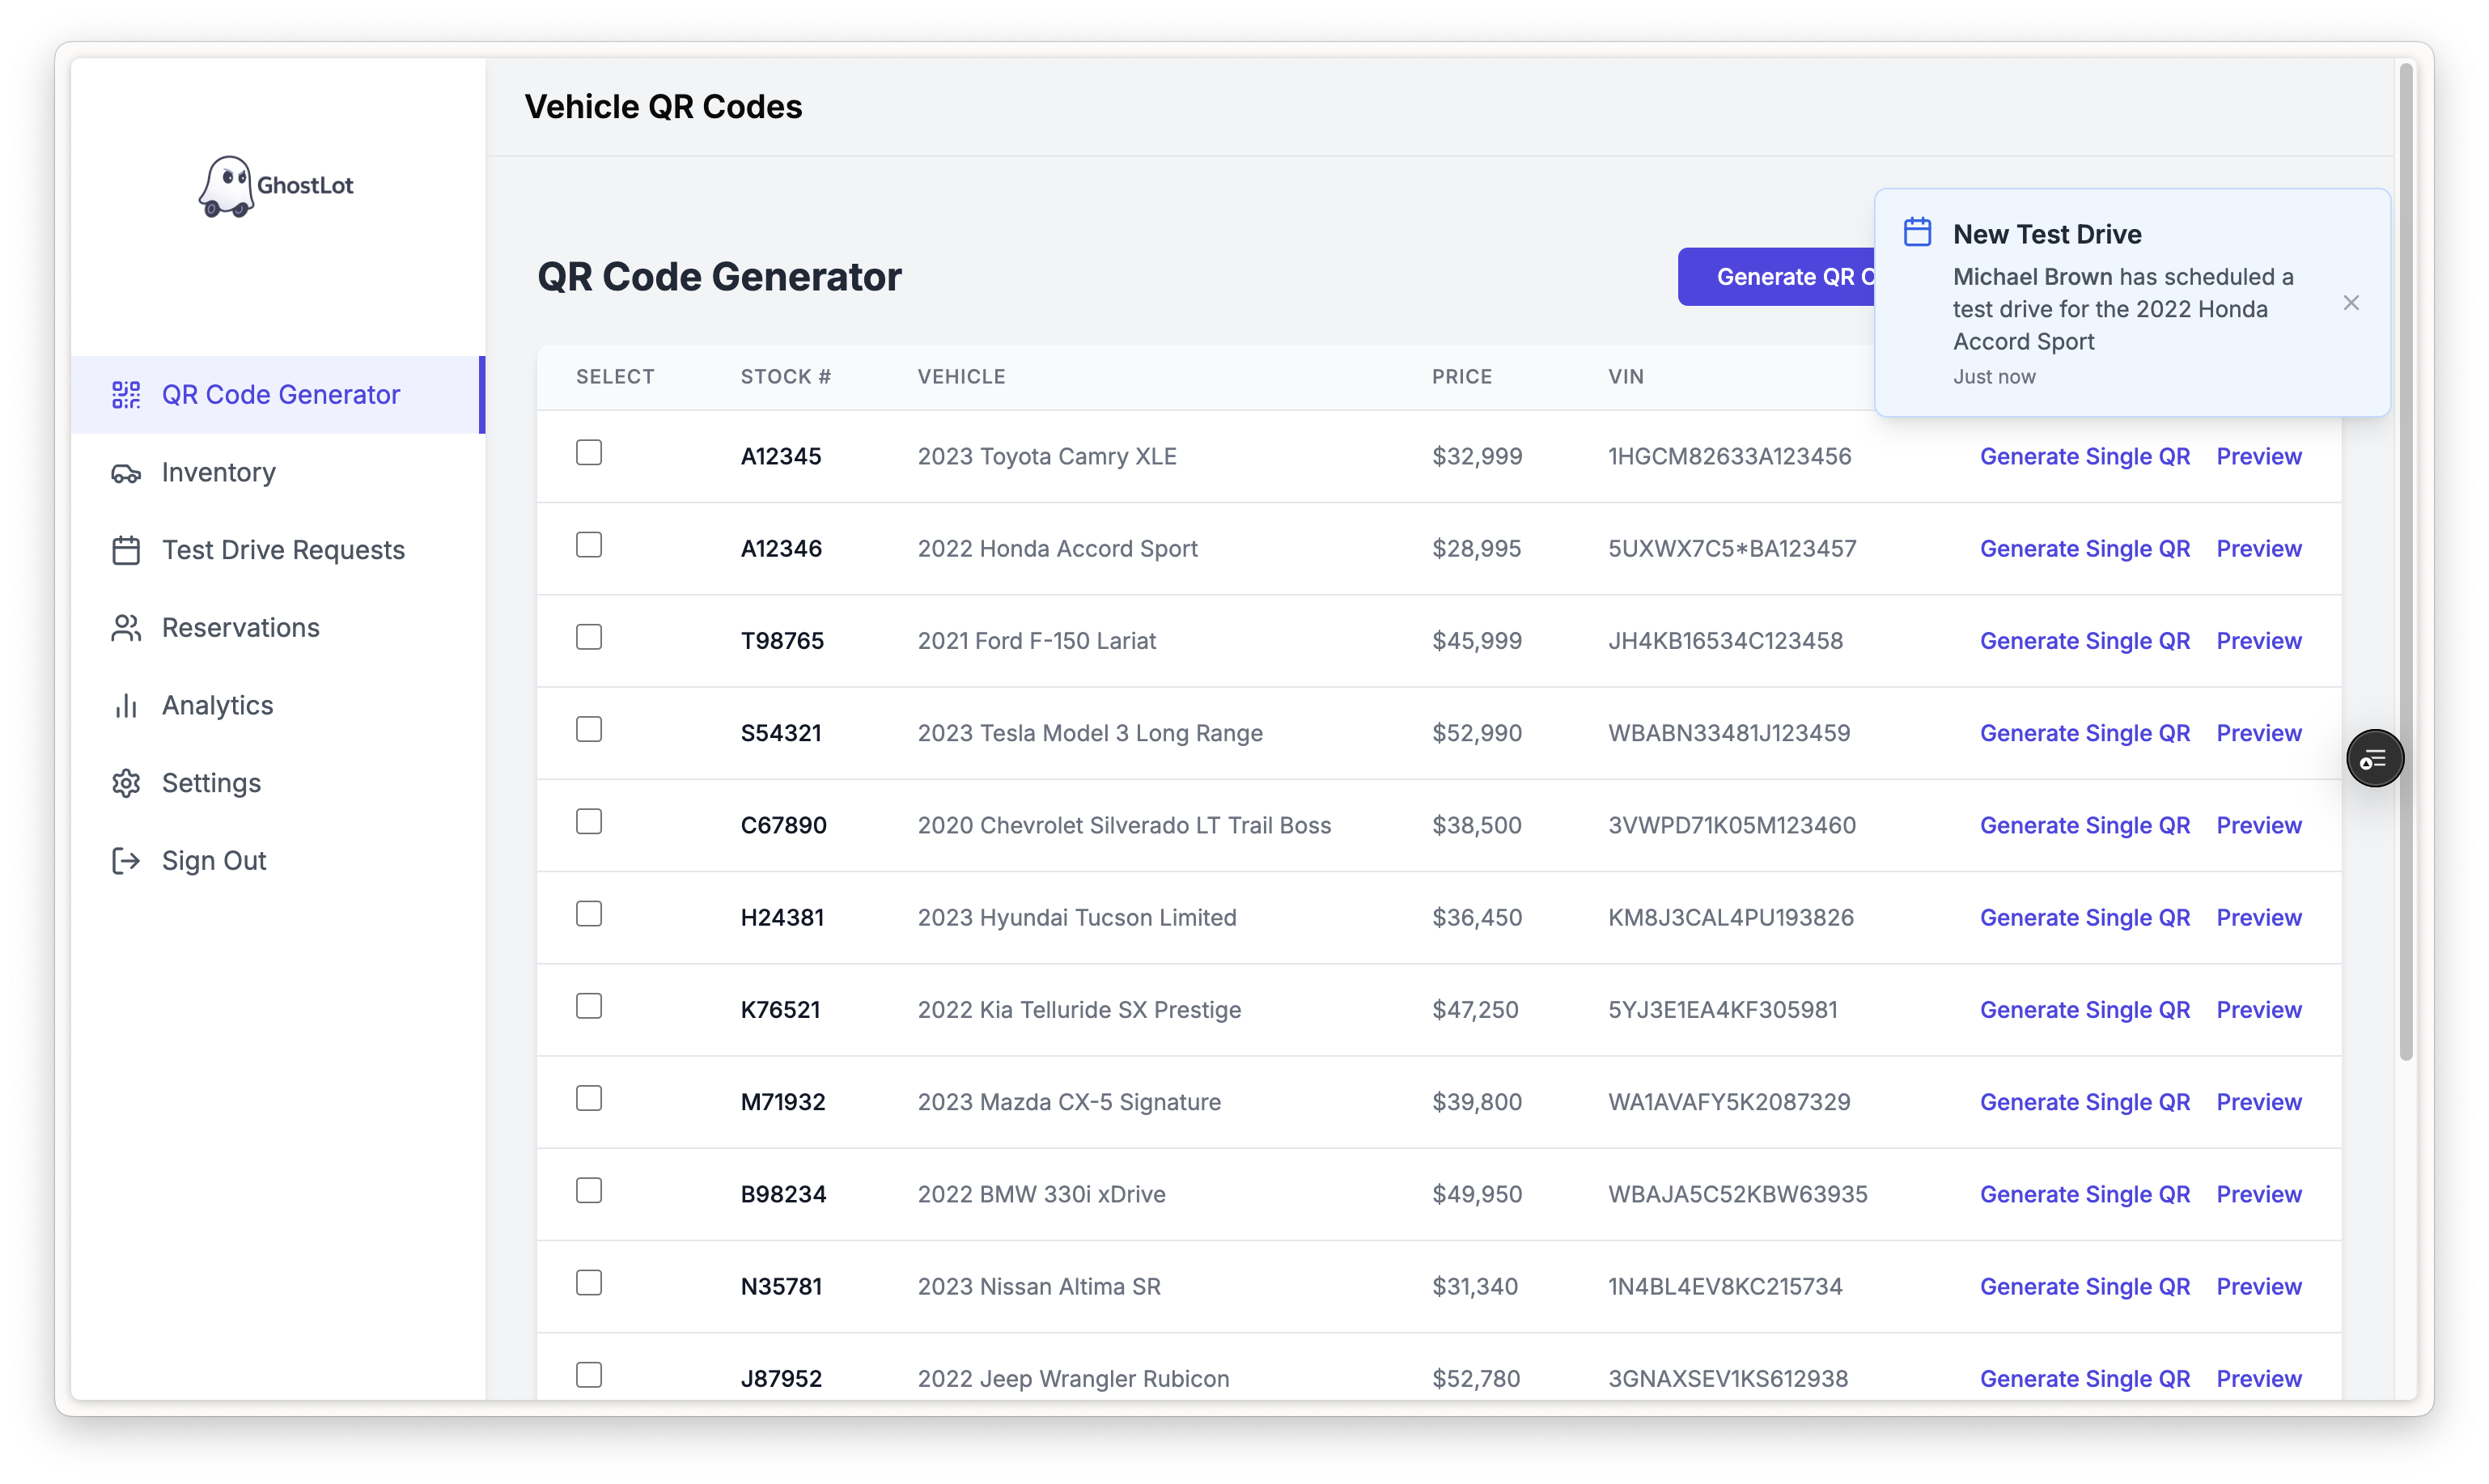 GhostLot
QR Code Generator
Inventory
Test Drive Requests
Reservations
Analytics
Settings
Sign Out
Vehicle QR Codes
QR Code Generator
Generate QR C
New Test Drive
Michael Brown has scheduled a
test drive for the 2022 Honda
Accord Sport
Just now
SELECT STOCK # VEHICLE PRICE VIN
A12345 2023 Toyota Camry XLE $32,999 1HGCM82633A123456 Generate Single QR Preview
A12346 2022 Honda Accord Sport $28,995 5UXWX7C5*BA123457 Generate Single QR Preview
T98765 2021 Ford F-150 Lariat $45,999 JH4KB16534C123458 Generate Single QR Preview
S54321 2023 Tesla Model 3 Long Range $52,990 WBABN33481J123459 Generate Single QR Preview
C67890 2020 Chevrolet Silverado LT Trail Boss $38,500 3VWPD71K05M123460 Generate Single QR Preview
H24381 2023 Hyundai Tucson Limited $36,450 KM8J3CAL4PU193826 Generate Single QR Preview
K76521 2022 Kia Telluride SX Prestige $47,250 5YJ3E1EA4KF305981 Generate Single QR Preview
M71932 2023 Mazda CX-5 Signature $39,800 WA1AVAFY5K2087329 Generate Single QR Preview
B98234 2022 BMW 330i xDrive $49,950 WBAJA5C52KBW63935 Generate Single QR Preview
N35781 2023 Nissan Altima SR $31,340 1N4BL4EV8KC215734 Generate Single QR Preview
J87952 2022 Jeep Wrangler Rubicon $52,780 3GNAXSEV1KS612938 Generate Single QR Preview